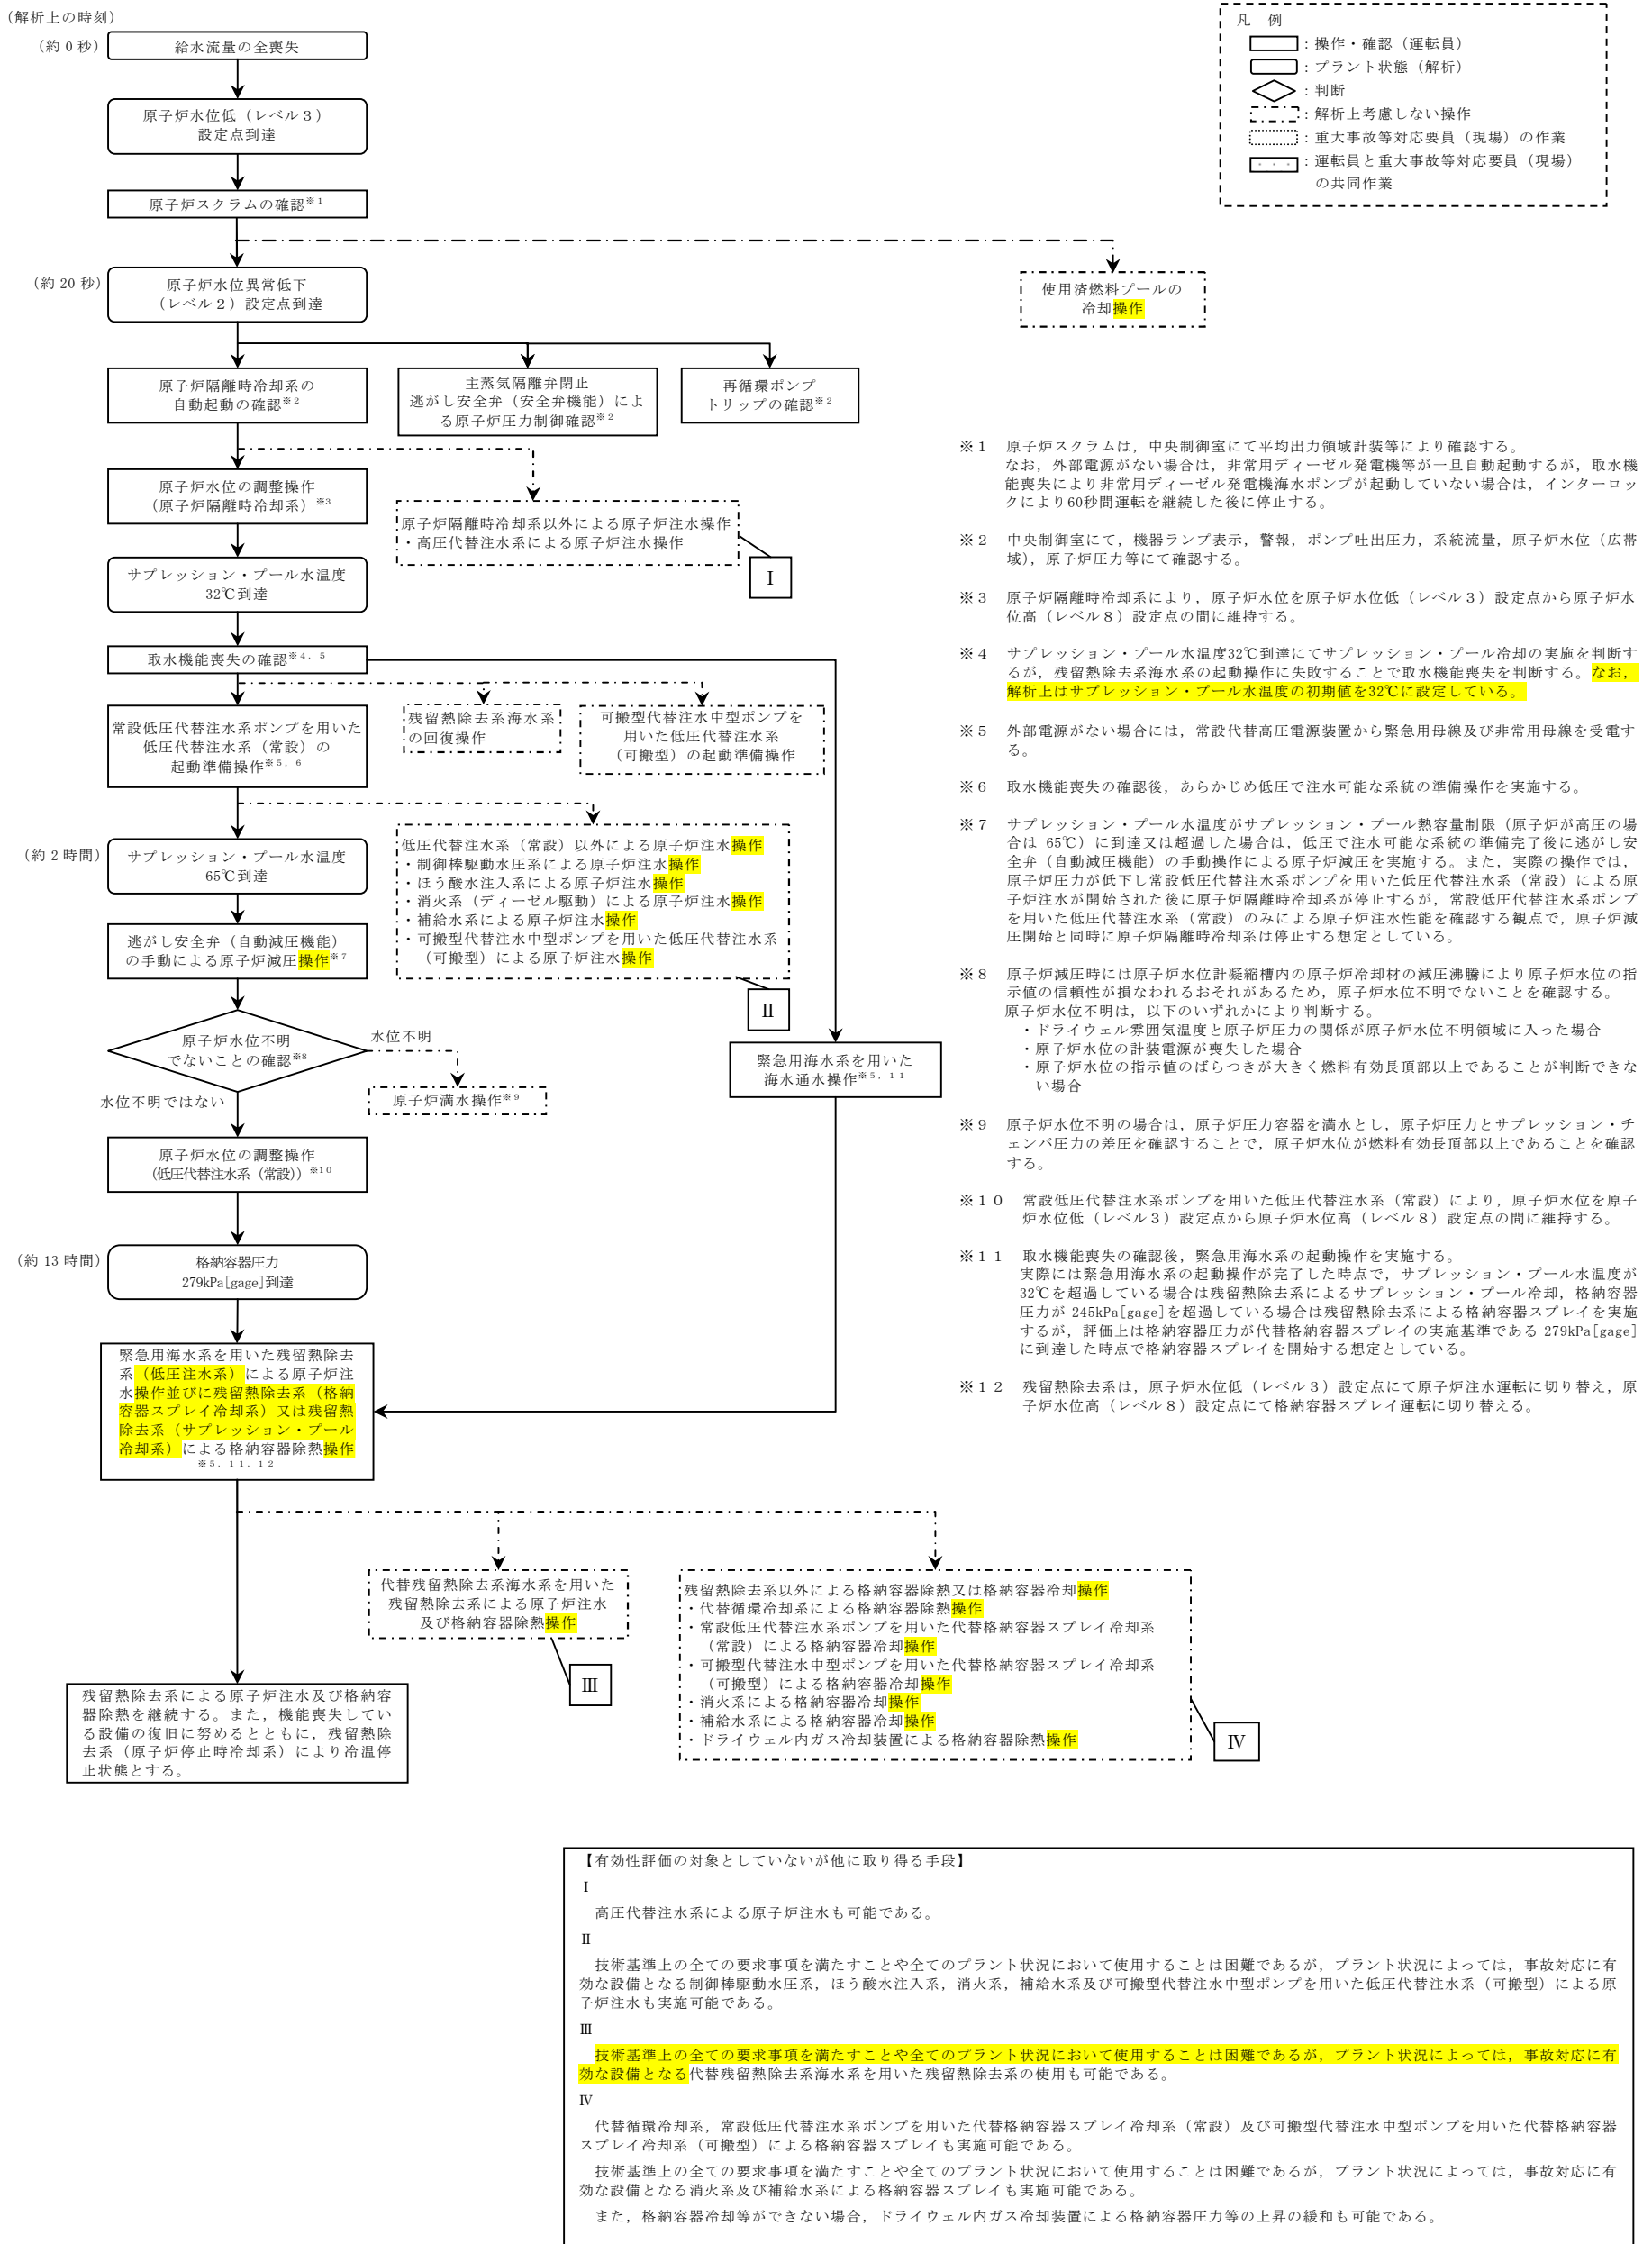 （解析上の時刻）
（約 0 秒）
給水流量の全喪失
原子炉水位低（レベル３）
設定点到達
原子炉スクラムの確認※１
（約 20 秒）
原子炉水位異常低下
（レベル２）設定点到達
使用済燃料プールの
冷却操作
原子炉隔離時冷却系の
自動起動の確認※２
主蒸気隔離弁閉止
逃がし安全弁（安全弁機能）によ
る原子炉圧力制御確認※２
再循環ポンプ
トリップの確認※２
原子炉水位の調整操作
（原子炉隔離時冷却系）※３
原子炉隔離時冷却系以外による原子炉注水操作
・高圧代替注水系による原子炉注水操作
Ⅰ
サプレッション・プール水温度
32℃到達
取水機能喪失の確認※４，５
常設低圧代替注水系ポンプを用いた
低圧代替注水系（常設）の
起動準備操作※５，６
残留熱除去系海水系
の回復操作
可搬型代替注水中型ポンプを
用いた低圧代替注水系
（可搬型）の起動準備操作
（約 2 時間）
サプレッション・プール水温度
65℃到達
低圧代替注水系（常設）以外による原子炉注水操作
・制御棒駆動水圧系による原子炉注水操作
・ほう酸水注入系による原子炉注水操作
・消火系（ディーゼル駆動）による原子炉注水操作
・補給水系による原子炉注水操作
・可搬型代替注水中型ポンプを用いた低圧代替注水系
（可搬型）による原子炉注水操作
Ⅱ
逃がし安全弁（自動減圧機能）
の手動による原子炉減圧操作※７
原子炉水位不明
でないことの確認※8
水位不明
原子炉満水操作※９
水位不明ではない
緊急用海水系を用いた
海水通水操作※５，１１
原子炉水位の調整操作
（低圧代替注水系（常設））※１０
（約 13 時間）
格納容器圧力
279kPa[gage]到達
緊急用海水系を用いた残留熱除去
系（低圧注水系）による原子炉注
水操作並びに残留熱除去系（格納
容器スプレイ冷却系）又は残留熱
除去系（サプレッション・プール
冷却系）による格納容器除熱操作
※５，１１，１２
代替残留熱除去系海水系を用いた
残留熱除去系による原子炉注水
及び格納容器除熱操作
Ⅲ
残留熱除去系以外による格納容器除熱又は格納容器冷却操作
・代替循環冷却系による格納容器除熱操作
・常設低圧代替注水系ポンプを用いた代替格納容器スプレイ冷却系
（常設）による格納容器冷却操作
・可搬型代替注水中型ポンプを用いた代替格納容器スプレイ冷却系
（可搬型）による格納容器冷却操作
・消火系による格納容器冷却操作
・補給水系による格納容器冷却操作
・ドライウェル内ガス冷却装置による格納容器除熱操作
Ⅳ
残留熱除去系による原子炉注水及び格納容
器除熱を継続する。また，機能喪失してい
る設備の復旧に努めるとともに，残留熱除
去系（原子炉停止時冷却系）により冷温停
止状態とする。
凡　例
：操作・確認（運転員）
：プラント状態（解析）
：判断
：解析上考慮しない操作
：重大事故等対応要員（現場）の作業
：運転員と重大事故等対応要員（現場）
の共同作業
※１　原子炉スクラムは，中央制御室にて平均出力領域計装等により確認する。
なお，外部電源がない場合は，非常用ディーゼル発電機等が一旦自動起動するが，取水機
能喪失により非常用ディーゼル発電機海水ポンプが起動していない場合は，インターロッ
クにより60秒間運転を継続した後に停止する。
※２　中央制御室にて，機器ランプ表示，警報，ポンプ吐出圧力，系統流量，原子炉水位（広帯
域），原子炉圧力等にて確認する。
※３　原子炉隔離時冷却系により，原子炉水位を原子炉水位低（レベル３）設定点から原子炉水
位高（レベル８）設定点の間に維持する。
※４　サプレッション・プール水温度32℃到達にてサプレッション・プール冷却の実施を判断す
るが，残留熱除去系海水系の起動操作に失敗することで取水機能喪失を判断する。なお，
解析上はサプレッション・プール水温度の初期値を32℃に設定している。
※５　外部電源がない場合には，常設代替高圧電源装置から緊急用母線及び非常用母線を受電す
る。
※６　取水機能喪失の確認後，あらかじめ低圧で注水可能な系統の準備操作を実施する。
※７　サプレッション・プール水温度がサプレッション・プール熱容量制限（原子炉が高圧の場
合は 65℃）に到達又は超過した場合は，低圧で注水可能な系統の準備完了後に逃がし安
全弁（自動減圧機能）の手動操作による原子炉減圧を実施する。また，実際の操作では，
原子炉圧力が低下し常設低圧代替注水系ポンプを用いた低圧代替注水系（常設）による原
子炉注水が開始された後に原子炉隔離時冷却系が停止するが，常設低圧代替注水系ポンプ
を用いた低圧代替注水系（常設）のみによる原子炉注水性能を確認する観点で，原子炉減
圧開始と同時に原子炉隔離時冷却系は停止する想定としている。
※８　原子炉減圧時には原子炉水位計凝縮槽内の原子炉冷却材の減圧沸騰により原子炉水位の指
示値の信頼性が損なわれるおそれがあるため，原子炉水位不明でないことを確認する。
原子炉水位不明は，以下のいずれかにより判断する。
・ドライウェル雰囲気温度と原子炉圧力の関係が原子炉水位不明領域に入った場合
・原子炉水位の計装電源が喪失した場合
・原子炉水位の指示値のばらつきが大きく燃料有効長頂部以上であることが判断できな
い場合
※９　原子炉水位不明の場合は，原子炉圧力容器を満水とし，原子炉圧力とサプレッション・チ
ェンバ圧力の差圧を確認することで，原子炉水位が燃料有効長頂部以上であることを確認
する。
※１０　常設低圧代替注水系ポンプを用いた低圧代替注水系（常設）により，原子炉水位を原子
炉水位低（レベル３）設定点から原子炉水位高（レベル８）設定点の間に維持する。
※１１　取水機能喪失の確認後，緊急用海水系の起動操作を実施する。
実際には緊急用海水系の起動操作が完了した時点で，サプレッション・プール水温度が
32℃を超過している場合は残留熱除去系によるサプレッション・プール冷却，格納容器
圧力が 245kPa[gage]を超過している場合は残留熱除去系による格納容器スプレイを実施
するが，評価上は格納容器圧力が代替格納容器スプレイの実施基準である 279kPa[gage]
に到達した時点で格納容器スプレイを開始する想定としている。
※１２　残留熱除去系は，原子炉水位低（レベル３）設定点にて原子炉注水運転に切り替え，原
子炉水位高（レベル８）設定点にて格納容器スプレイ運転に切り替える。
【有効性評価の対象としていないが他に取り得る手段】
Ⅰ
高圧代替注水系による原子炉注水も可能である。
Ⅱ
技術基準上の全ての要求事項を満たすことや全てのプラント状況において使用することは困難であるが，プラント状況によっては，事故対応に有
効な設備となる制御棒駆動水圧系，ほう酸水注入系，消火系，補給水系及び可搬型代替注水中型ポンプを用いた低圧代替注水系（可搬型）による原
子炉注水も実施可能である。
Ⅲ
技術基準上の全ての要求事項を満たすことや全てのプラント状況において使用することは困難であるが，プラント状況によっては，事故対応に有
効な設備となる代替残留熱除去系海水系を用いた残留熱除去系の使用も可能である。
Ⅳ
代替循環冷却系，常設低圧代替注水系ポンプを用いた代替格納容器スプレイ冷却系（常設）及び可搬型代替注水中型ポンプを用いた代替格納容器
スプレイ冷却系（可搬型）による格納容器スプレイも実施可能である。
技術基準上の全ての要求事項を満たすことや全てのプラント状況において使用することは困難であるが，プラント状況によっては，事故対応に有
効な設備となる消火系及び補給水系による格納容器スプレイも実施可能である。
また，格納容器冷却等ができない場合，ドライウェル内ガス冷却装置による格納容器圧力等の上昇の緩和も可能である。